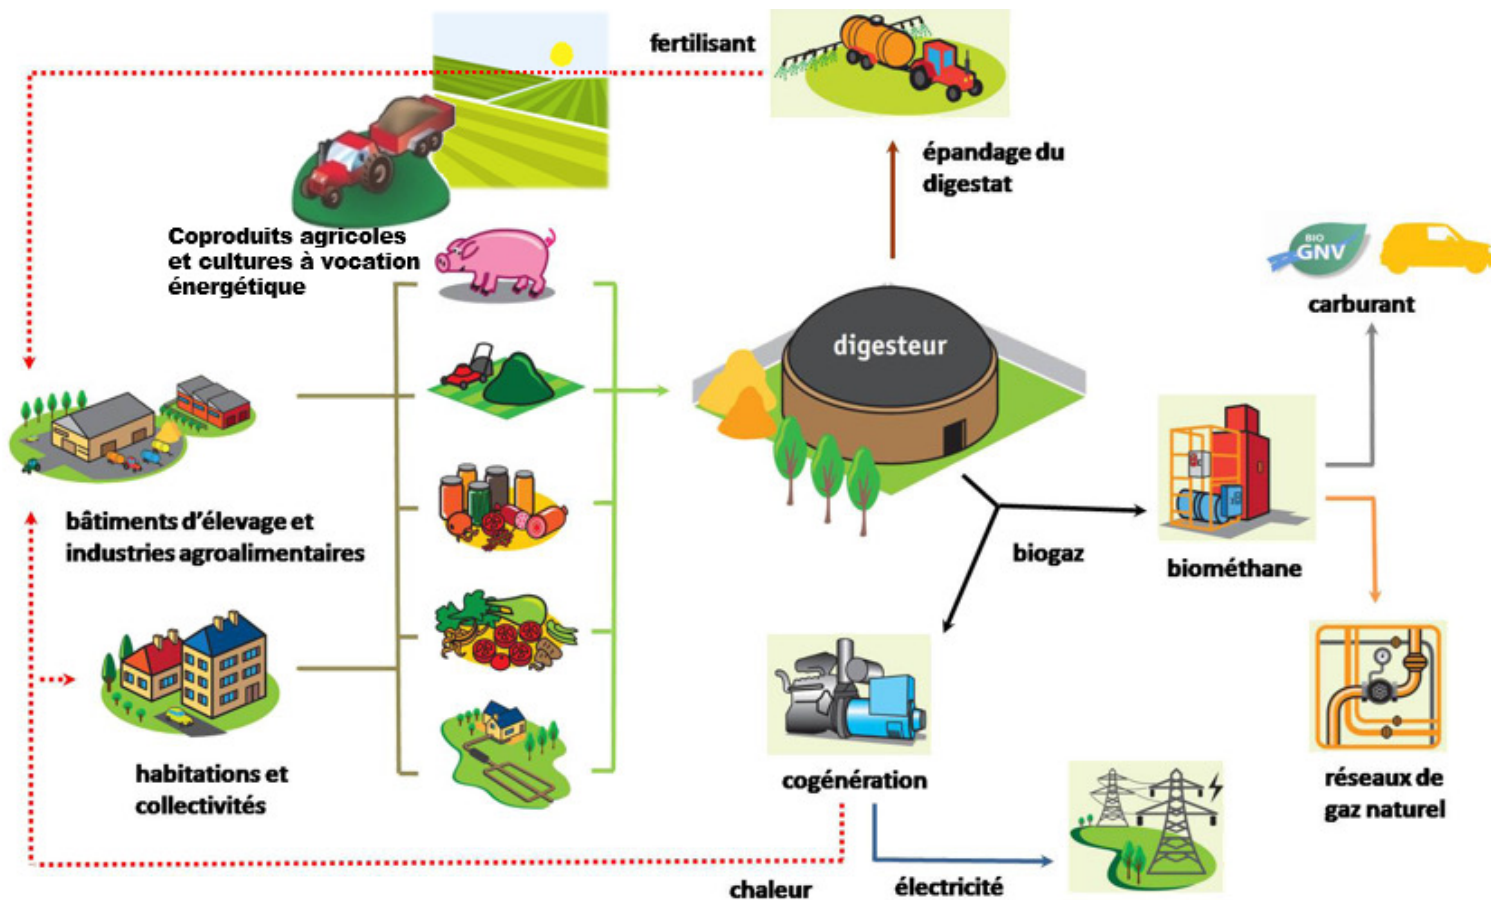 fertilisant
épandage du
digestat
Coproduits agricoles
et cultures à vocation
énergétique
BIO
GNV
carburant
digesteur
bâtiments d'élevage et
industries agroalimentaires
biogaz
biométhane
habitations et
collectivités
cogénération
réseaux de
gaz naturel
chaleur
électricité